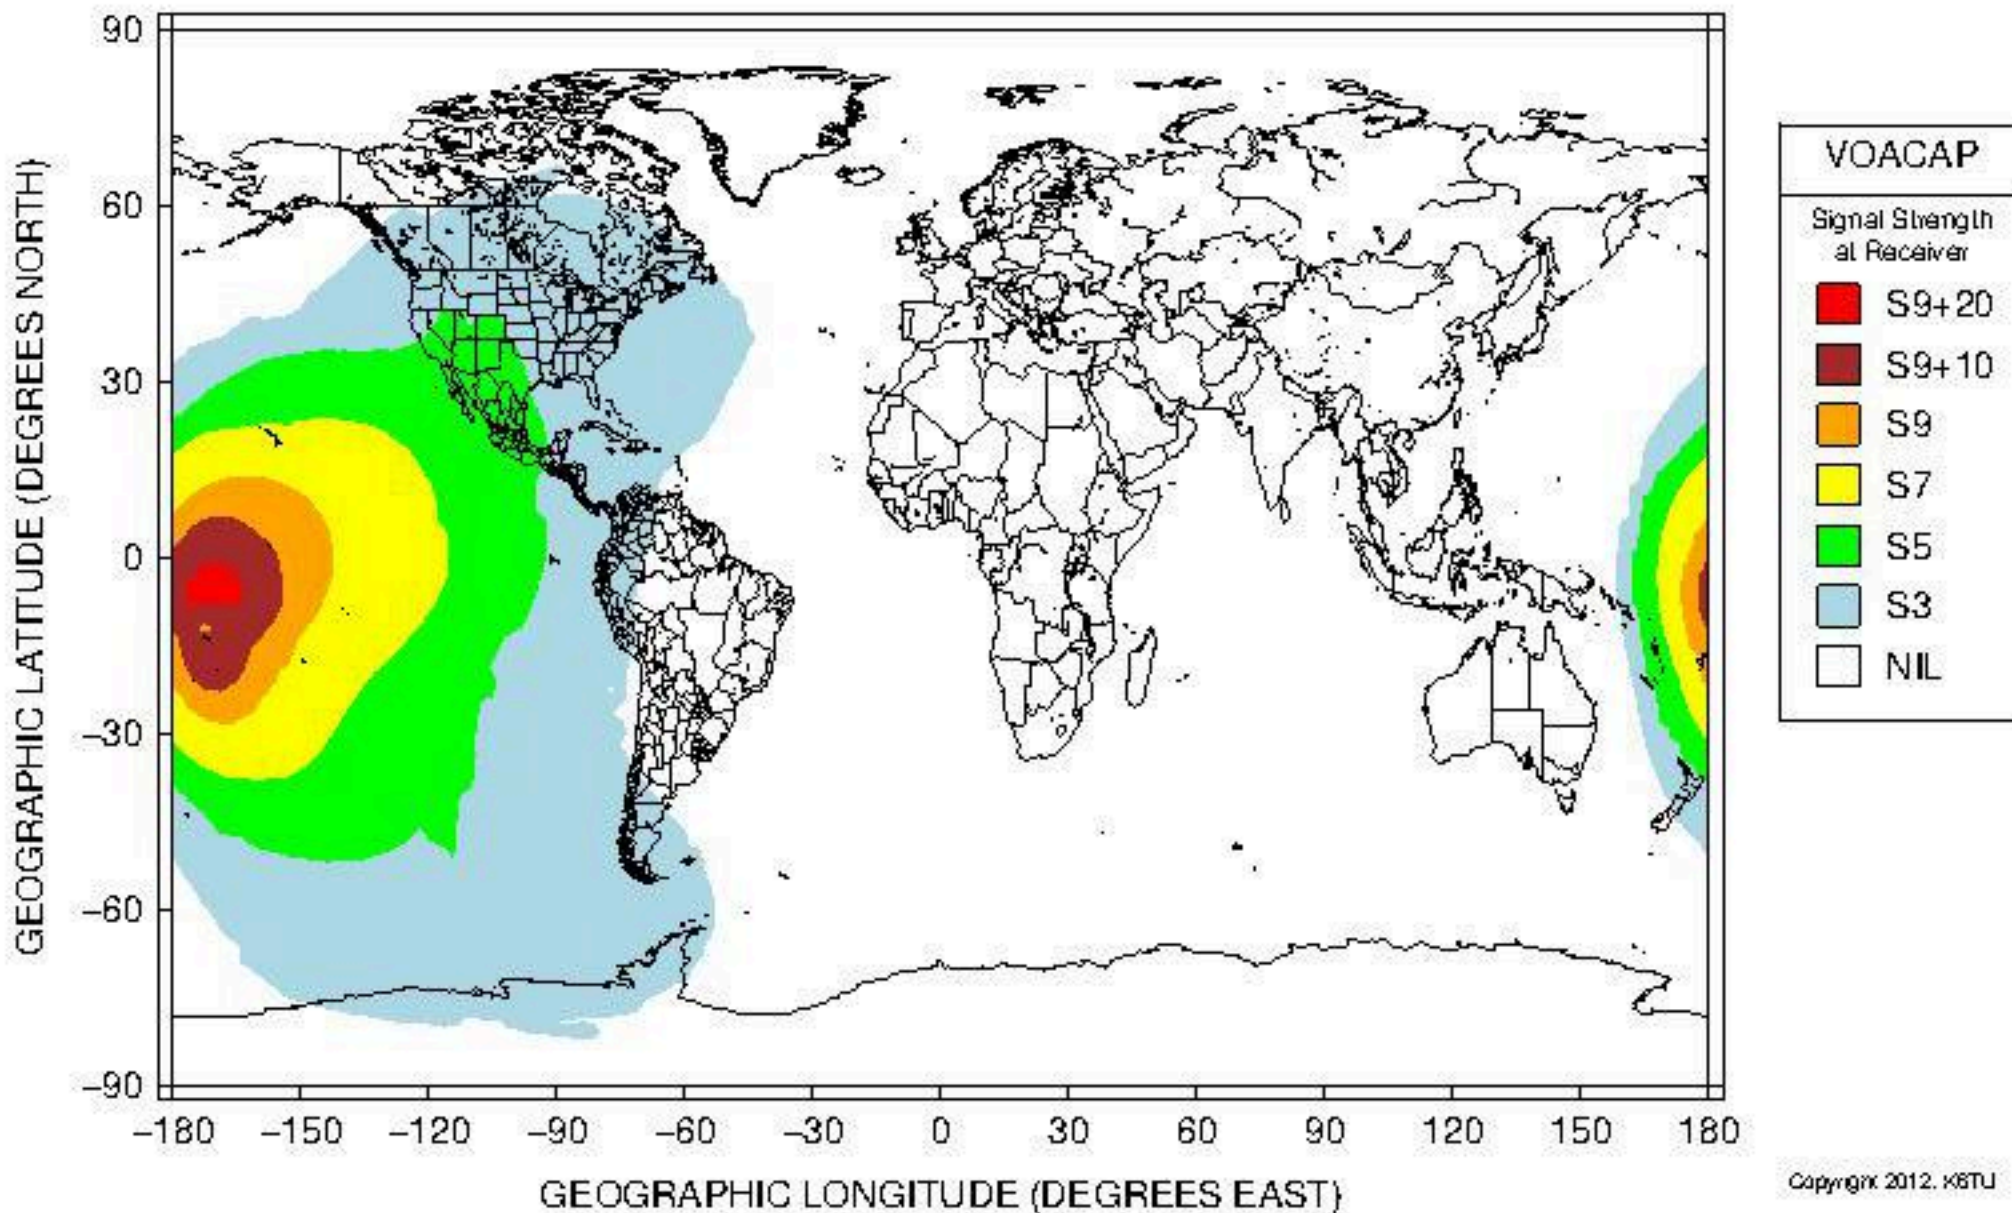 90
60
30
0
−30
−60
−90
GEOGRAPHIC LATITUDE (DEGREES NORTH)
−180 −150 −120 −90 −60 −30 0 30 60 90 120 150 180
GEOGRAPHIC LONGITUDE (DEGREES EAST)
VOACAP
Signal Strength
at Receiver
S9+20
S9+10
S9
S7
S5
S3
NIL
Copyright 2012, K6TU